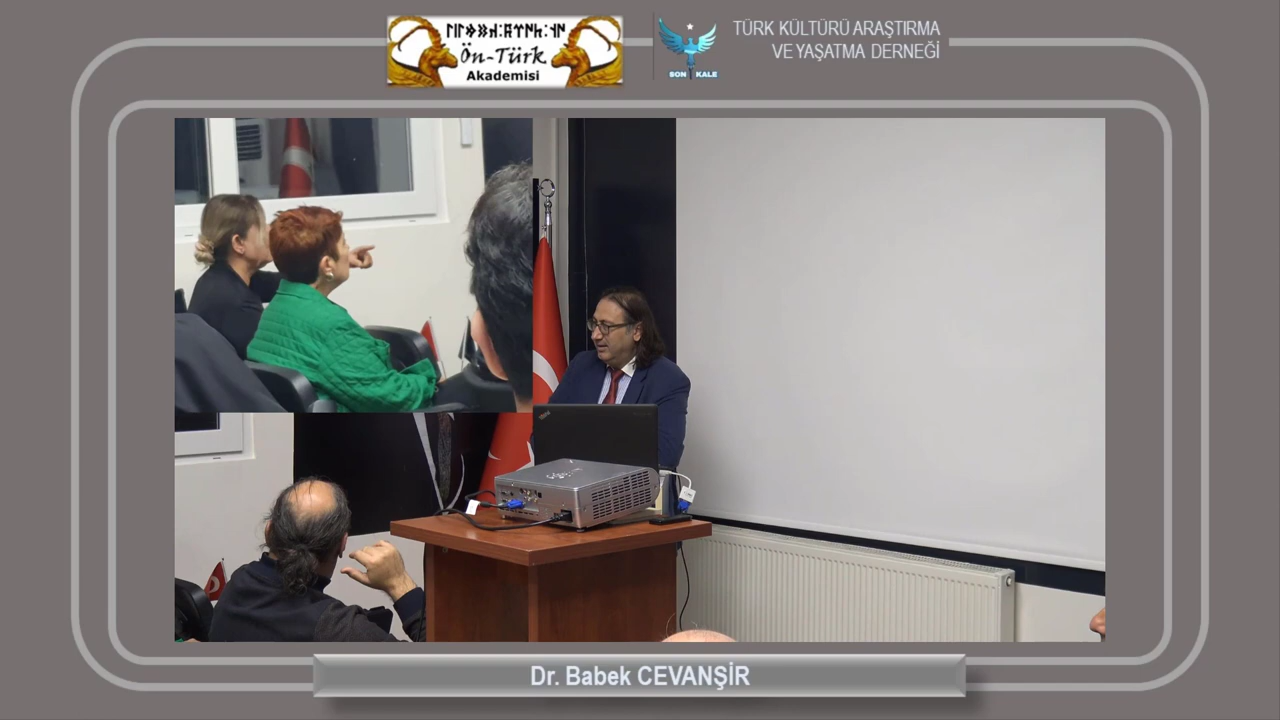 Ön-Türk
Akademisi
SON KALE
TÜRK KÜLTÜRÜ ARAŞTIRMA
VE YAŞATMA DERNEĞİ
Dr. Babek CEVANŞİR